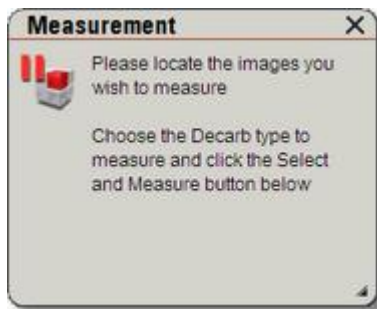 Measurement
Please locate the images you
wish to measure
Choose the Decarb type to
measure and click the Select
and Measure button below